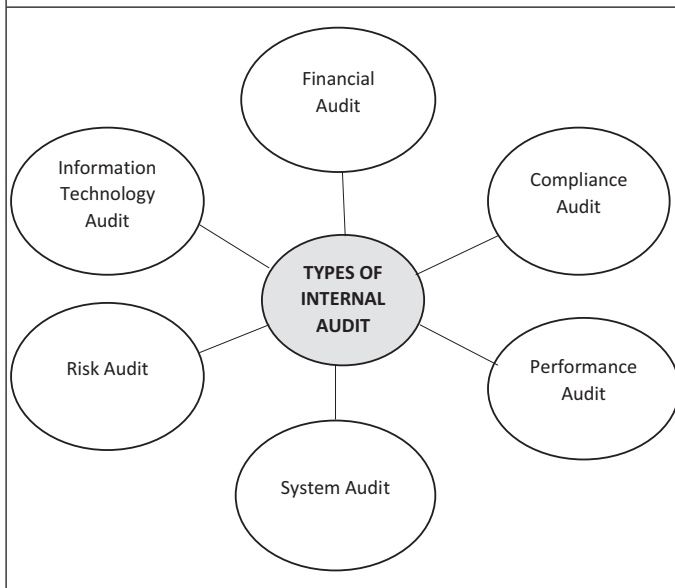 Financial
Audit
Information
Technology
Audit
Compliance
Audit
TYPES OF
INTERNAL
AUDIT
Risk Audit
Performance
Audit
System Audit